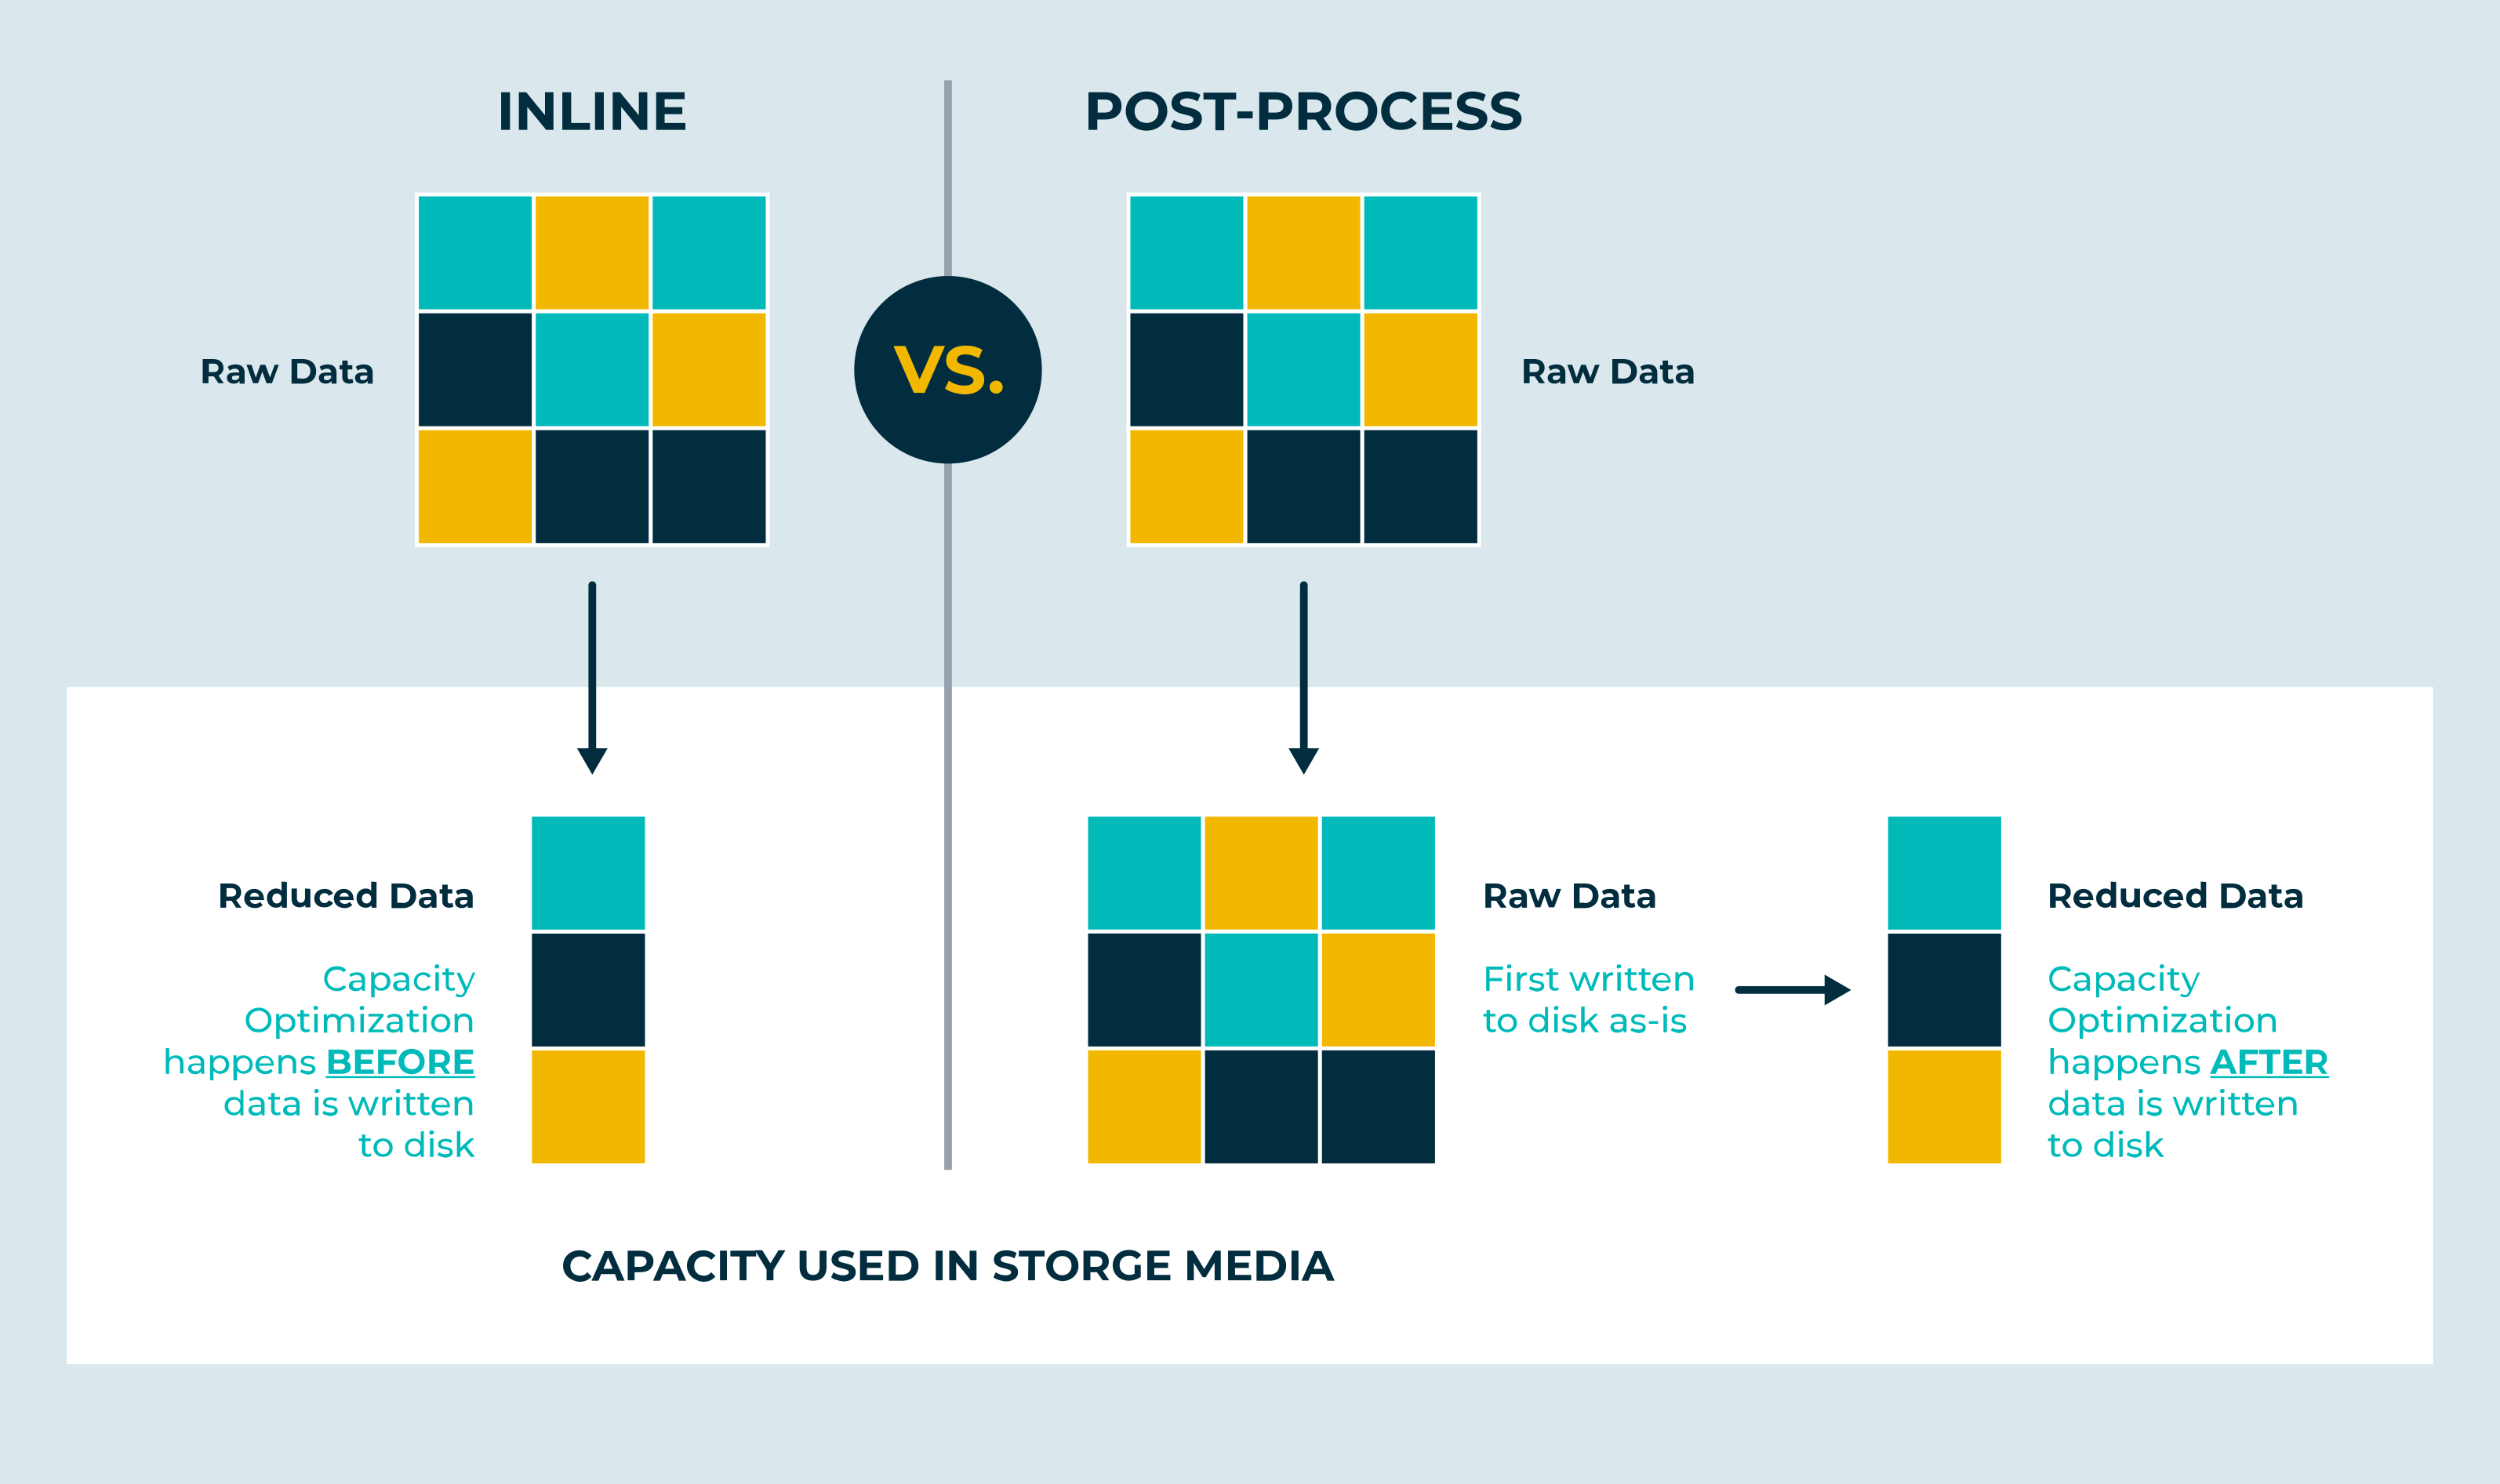 INLINE
POST-PROCESS
Raw Data
VS.
Raw Data
Reduced Data
Capacity
Optimization
happens BEFORE
data is written
to disk
Raw Data
First written
to disk as-is
Reduced Data
Capacity
Optimization
happens AFTER
data is written
to disk
CAPACITY USED IN STORGE MEDIA